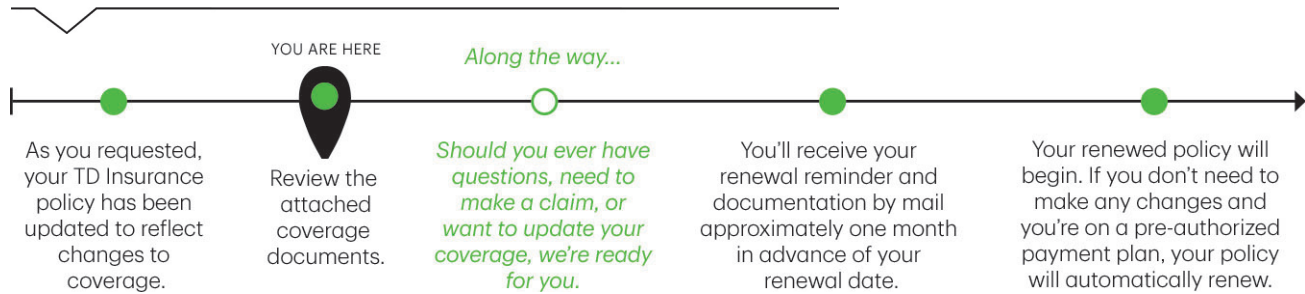 YOU ARE HERE
Along the way...
As you requested,
your TD Insurance
policy has been
updated to reflect
changes to
coverage.
Review the
attached
coverage
documents.
Should you ever have
questions, need to
make a claim, or
want to update your
coverage, we're ready
for you.
You'll receive your
renewal reminder and
documentation by mail
approximately one month
in advance of your
renewal date.
Your renewed policy will
begin. If you don't need to
make any changes and
you're on a pre-authorized
payment plan, your policy
will automatically renew.